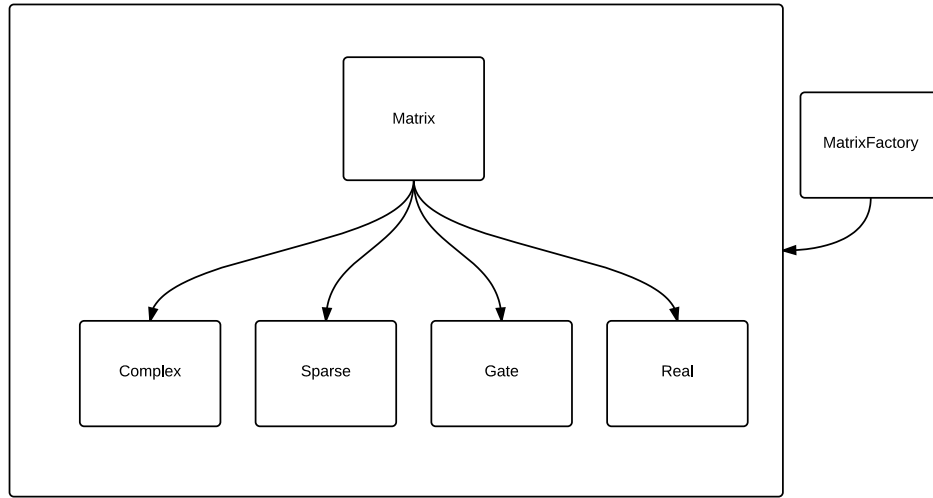 Matrix
MatrixFactory
Complex
Sparse
Gate
Real